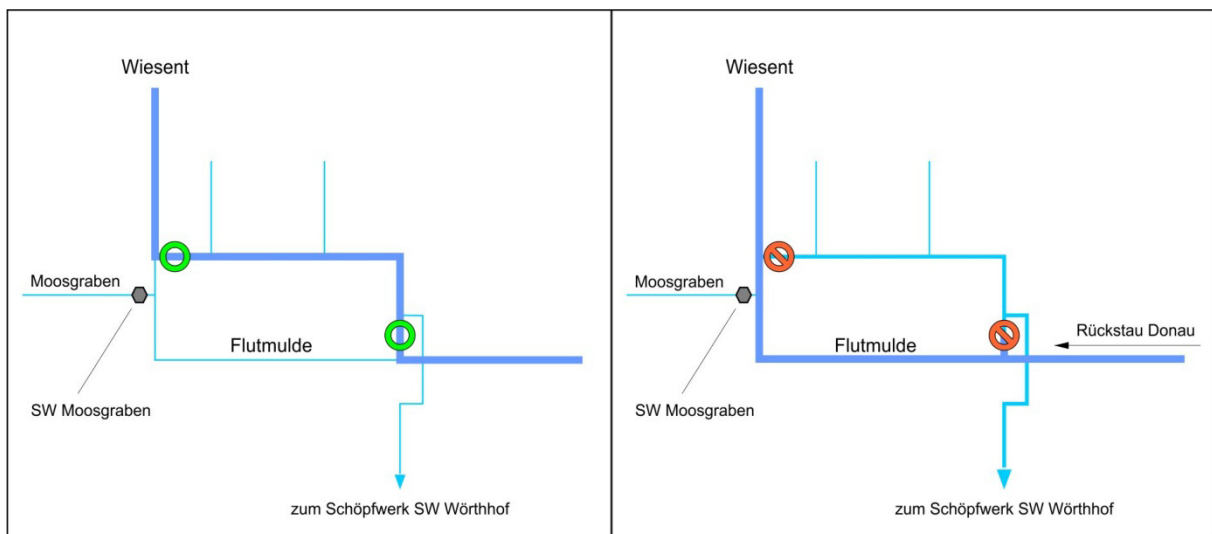 Wiesent
Moosgraben
Flutmulde
SW Moosgraben
zum Schöpfwerk SW Wörthhof
Wiesent
Moosgraben
Rückstau Donau
Flutmulde
SW Moosgraben
zum Schöpfwerk SW Wörthhof